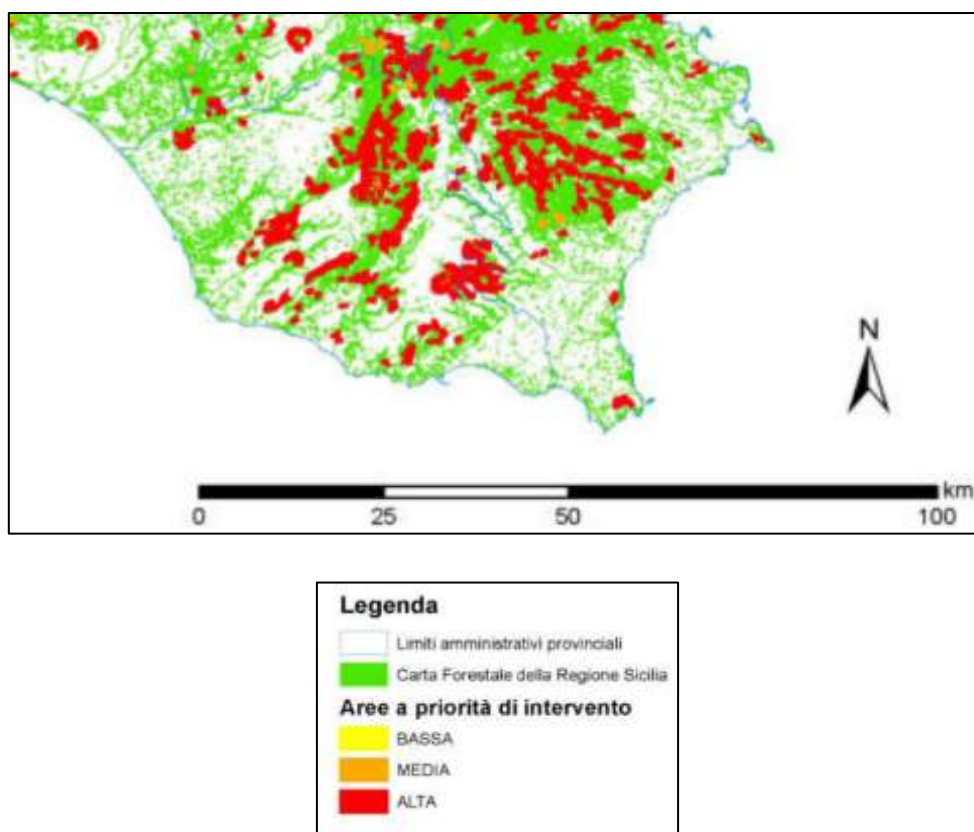 N
km
0 25 50 100
Legenda
Limiti amministrativi provinciali
Carta Forestale della Regione Sicilia
Aree a priorità di intervento
BASSA
MEDIA
ALTA